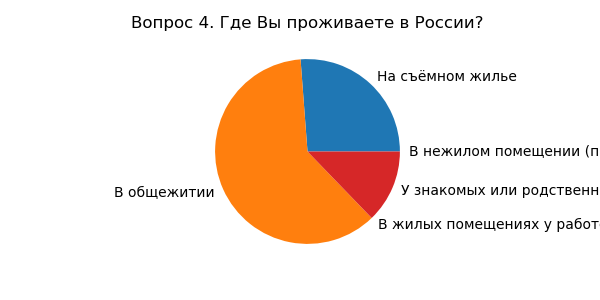 Вопрос 4. Где Вы проживаете в России?
На съёмном жилье
В нежилом помещении (п
В общежитии
У знакомых или родственн
В жилых помещениях у работ